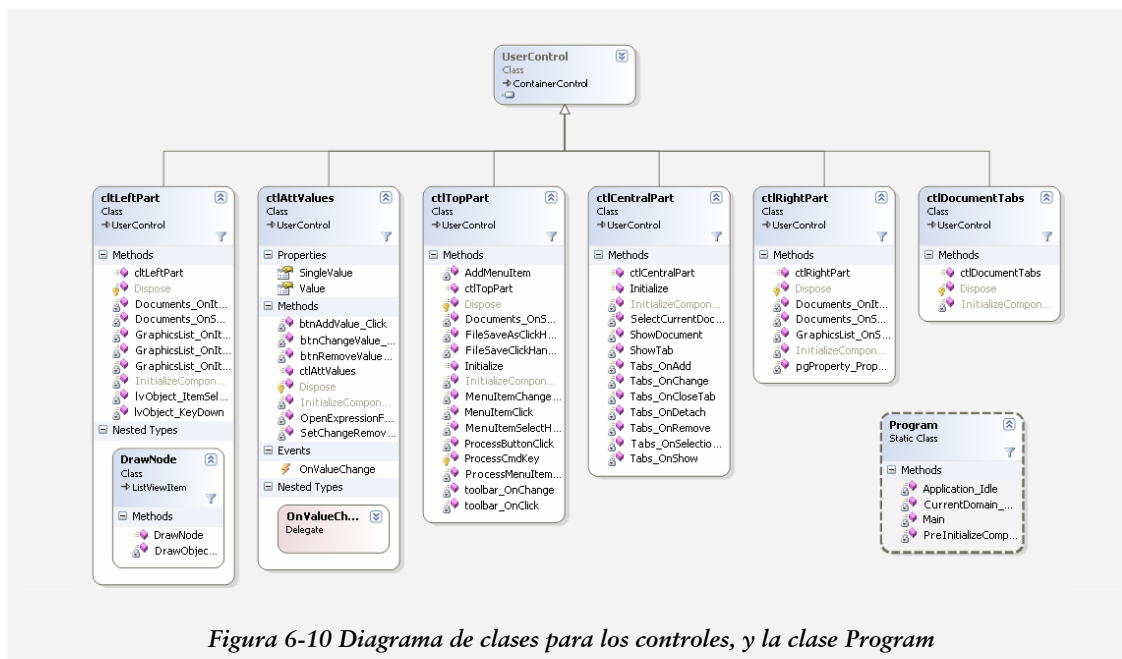 UserControl
Class
ContainerControl
cltLeftPart
Class
UserControl
Methods
cltLeftPart
Dispose
Documents_OnIt...
Documents_OnS...
GraphicsList_OnIt...
GraphicsList_OnIt...
GraphicsList_OnIt...
InitializeCompon...
lvObject_ItemSel...
lvObject_KeyDown
Nested Types
DrawNode
Class
ListViewItem
Methods
DrawNode
DrawObjec...
ctlAttValues
Class
UserControl
Properties
SingleValue
Value
Methods
btnAddValue_Click
btnChangeValue_...
btnRemoveValue...
ctlAttValues
Dispose
InitializeCompon...
OpenExpressionF...
SetChangeRemov...
Events
OnValueChange
Nested Types
OnValueCh...
Delegate
ctlTopPart
Class
UserControl
Methods
AddMenuItem
ctlTopPart
Dispose
Documents_OnS...
FileSaveAsClickH...
FileSaveClickHan...
Initialize
InitializeCompon...
MenuItemChange...
MenuItemClick
MenuItemSelectH...
ProcessButtonClick
ProcessCmdKey
ProcessMenuItem...
toolbar_OnChange
toolbar_OnClick
ctlCentralPart
Class
UserControl
Methods
ctlCentralPart
Initialize
InitializeCompon...
SelectCurrentDoc...
ShowDocument
ShowTab
Tabs_OnAdd
Tabs_OnChange
Tabs_OnCloseTab
Tabs_OnDetach
Tabs_OnRemove
Tabs_OnSelectio...
Tabs_OnShow
ctlRightPart
Class
UserControl
Methods
ctlRightPart
Dispose
Documents_OnIt...
Documents_OnS...
GraphicsList_OnS...
InitializeCompon...
pgProperty_Prop...
ctlDocumentTabs
Class
UserControl
Methods
ctlDocumentTabs
Dispose
InitializeCompon...
Program
Static Class
Methods
Application_Idle
CurrentDomain_...
Main
PreInitializeComp...
Figura 6-10 Diagrama de clases para los controles, y la clase Program